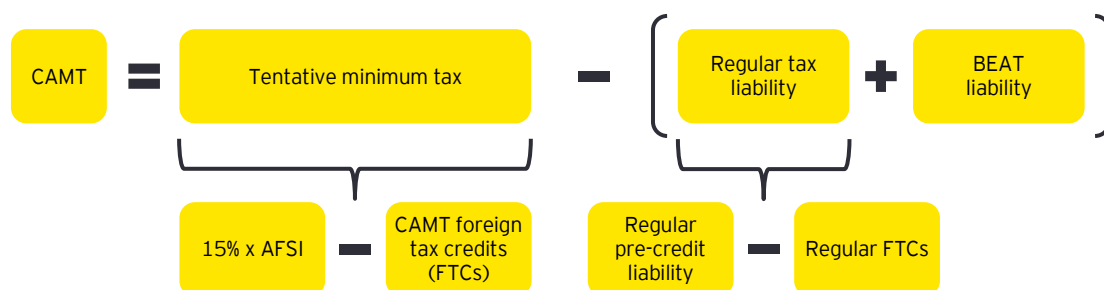 CAMT
Tentative minimum tax
Regular tax
liability
BEAT
liability
15% x AFSI
CAMT foreign
tax credits
(FTCs)
Regular
pre-credit
liability
Regular FTCs